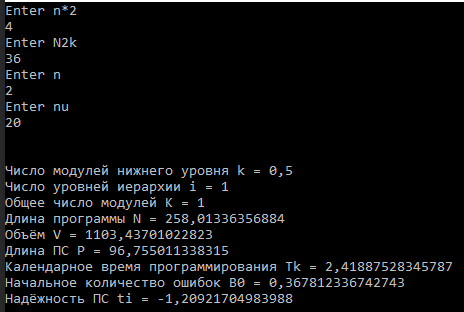 Enter n*2
4
Enter N2k
36
Enter n
2
Enter nu
20
Число модулей нижнего уровня k = 0,5
Число уровней иерархии i = 1
Общее число модулей K = 1
Длина программы N = 258,01336356884
Объём V = 1103,43701022823
Длина ПС P = 96,755011338315
Календарное время программирования Tk = 2,41887528345787
Начальное количество ошибок B0 = 0,367812336742743
Надёжность ПС ti = -1,20921704983988